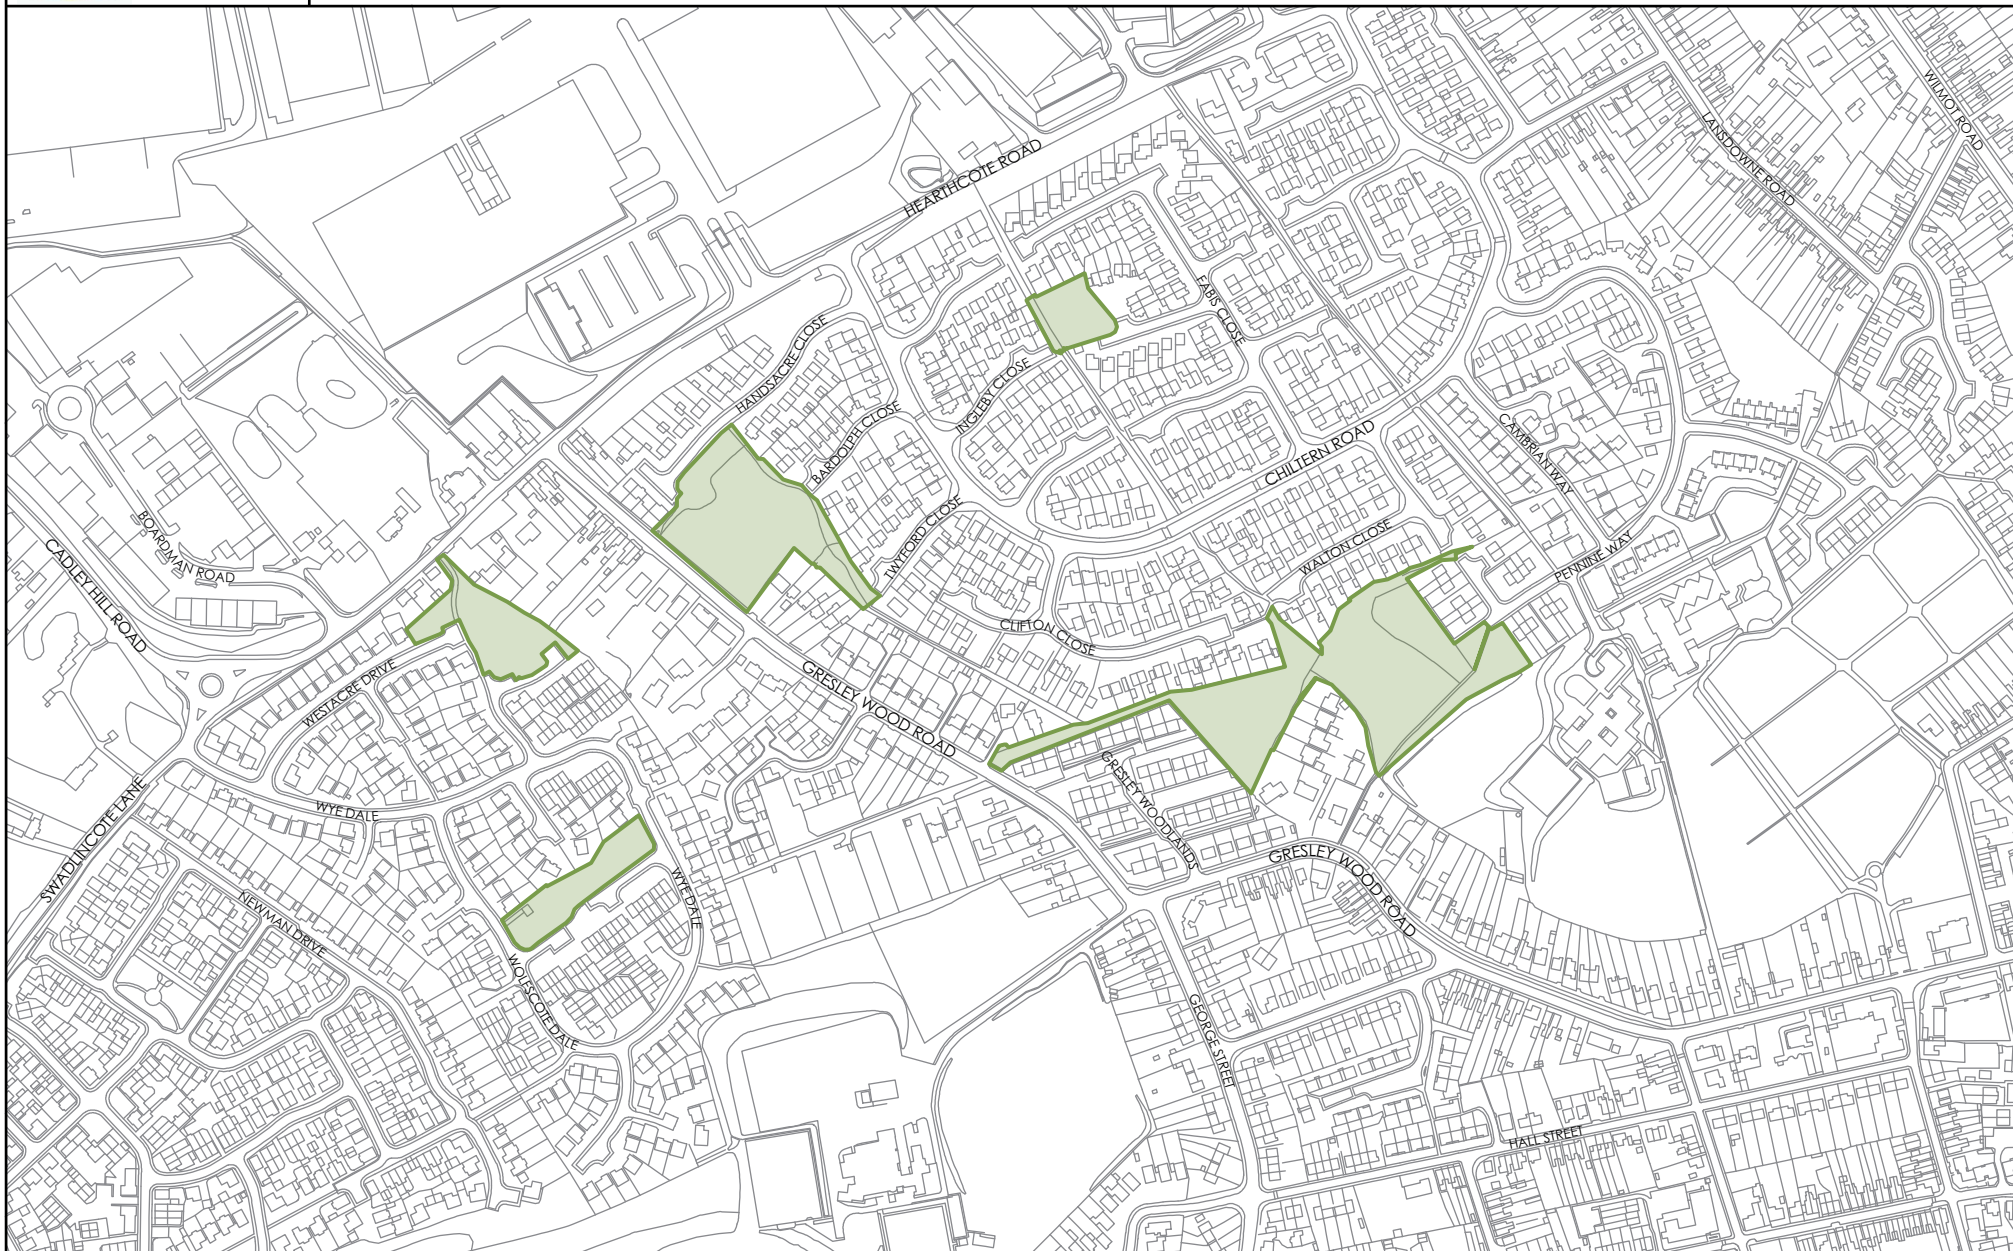 WILMOT ROAD
LANSDOWNE ROAD
HEARTHCOTE ROAD
FABIS CLOSE
HANDSACRE CLOSE
INGLEBY CLOSE
BARDOLPH CLOSE
CHILTERN ROAD
CAMBRIAN WAY
TWYFORD CLOSE
WALTON CLOSE
PENNINE WAY
BOARDMAN ROAD
CADLEY HILL ROAD
CLIFTON CLOSE
WESTACRE DRIVE
GRESLEY WOOD ROAD
GRESLEY WOODLANDS
WYE DALE
SWADLINCOTE LANE
GRESLEY WOOD ROAD
WYE DALE
NEWMAN DRIVE
WOLFSCOTE DALE
GEORGE STREET
HALL STREET